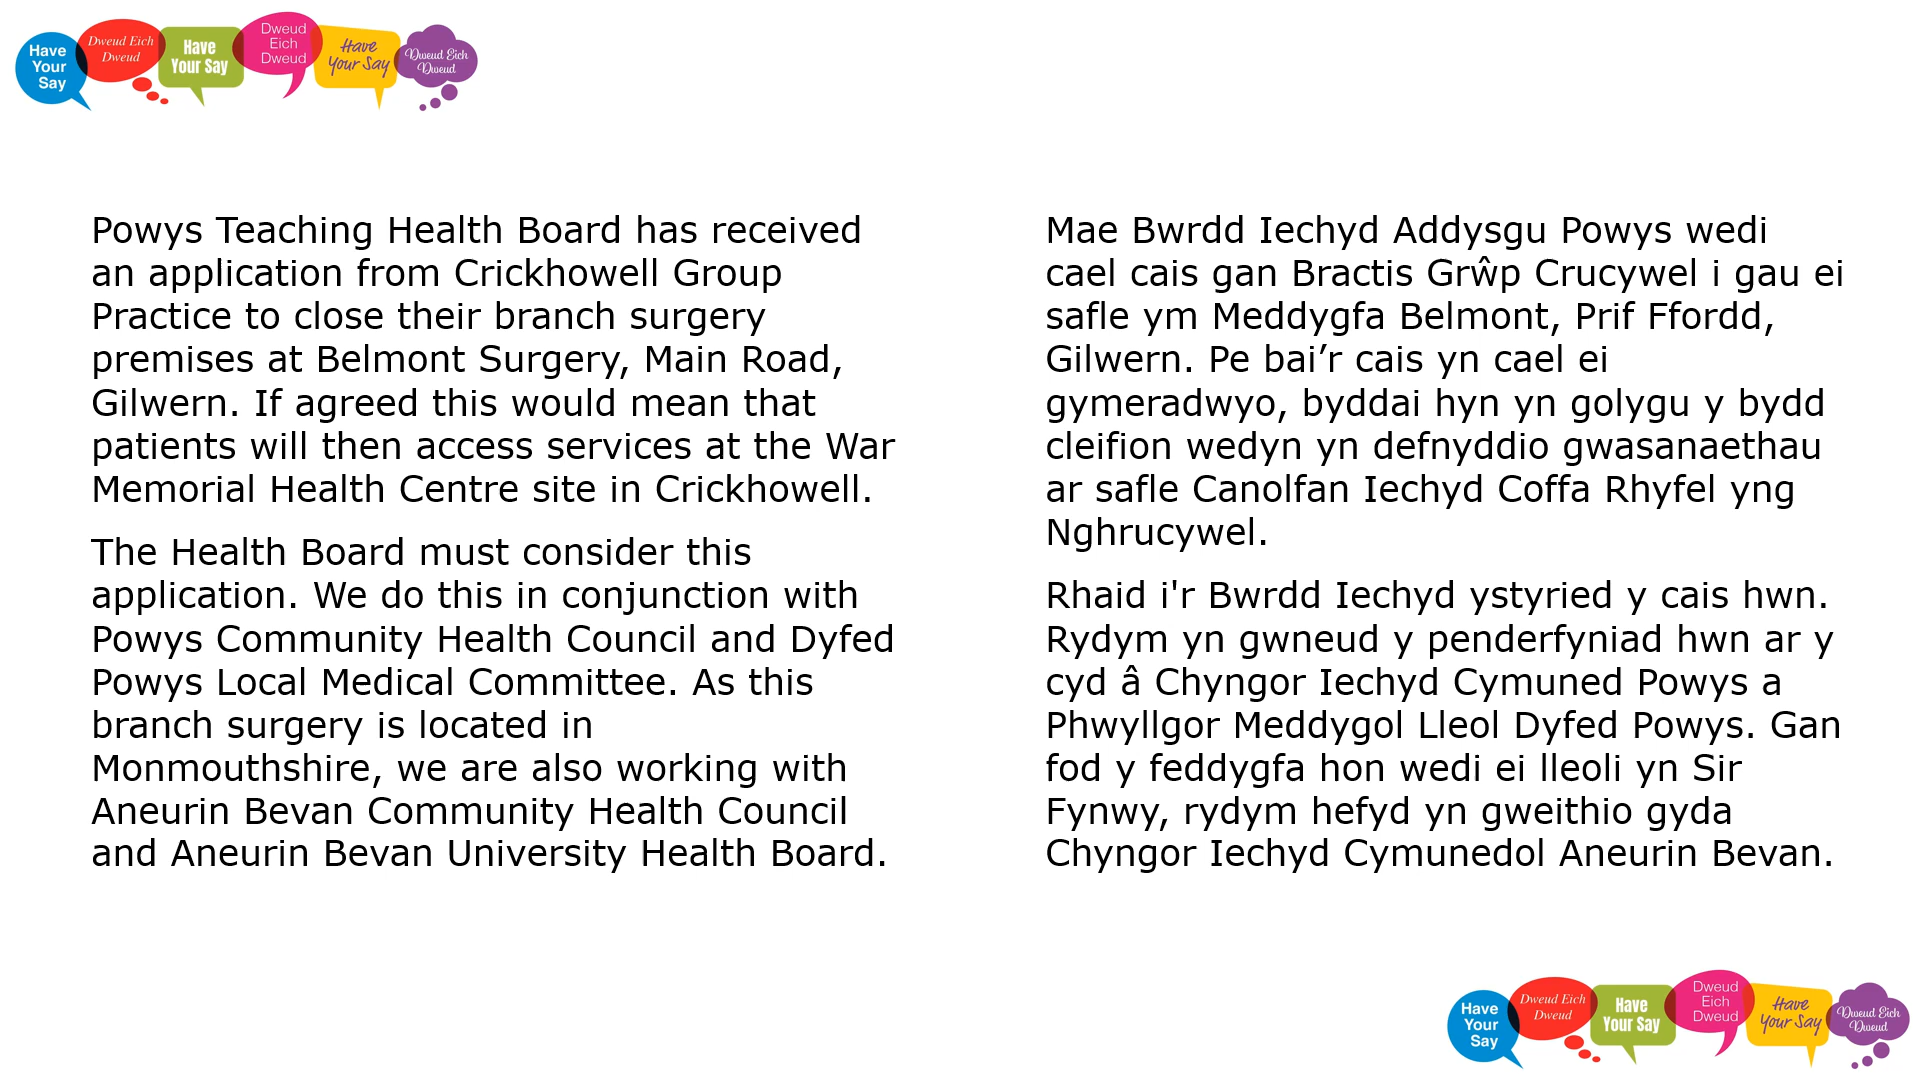 Have
Your
Say
Dweud Eich
Dweud
Have
Your Say
Dweud
Eich
Dweud
Have
Your Say
Dweud Eich
Dweud
Powys Teaching Health Board has received
an application from Crickhowell Group
Practice to close their branch surgery
premises at Belmont Surgery, Main Road,
Gilwern. If agreed this would mean that
patients will then access services at the War
Memorial Health Centre site in Crickhowell.
The Health Board must consider this
application. We do this in conjunction with
Powys Community Health Council and Dyfed
Powys Local Medical Committee. As this
branch surgery is located in
Monmouthshire, we are also working with
Aneurin Bevan Community Health Council
and Aneurin Bevan University Health Board.
Mae Bwrdd Iechyd Addysgu Powys wedi
cael cais gan Bractis Grŵp Crucywel i gau ei
safle ym Meddygfa Belmont, Prif Ffordd,
Gilwern. Pe bai’r cais yn cael ei
gymeradwyo, byddai hyn yn golygu y bydd
cleifion wedyn yn defnyddio gwasanaethau
ar safle Canolfan Iechyd Coffa Rhyfel yng
Nghrucywel.
Rhaid i'r Bwrdd Iechyd ystyried y cais hwn.
Rydym yn gwneud y penderfyniad hwn ar y
cyd â Chyngor Iechyd Cymuned Powys a
Phwyllgor Meddygol Lleol Dyfed Powys. Gan
fod y feddygfa hon wedi ei lleoli yn Sir
Fynwy, rydym hefyd yn gweithio gyda
Chyngor Iechyd Cymunedol Aneurin Bevan.
Have
Your
Say
Dweud Eich
Dweud
Have
Your Say
Dweud
Eich
Dweud
Have
Your Say
Dweud Eich
Dweud